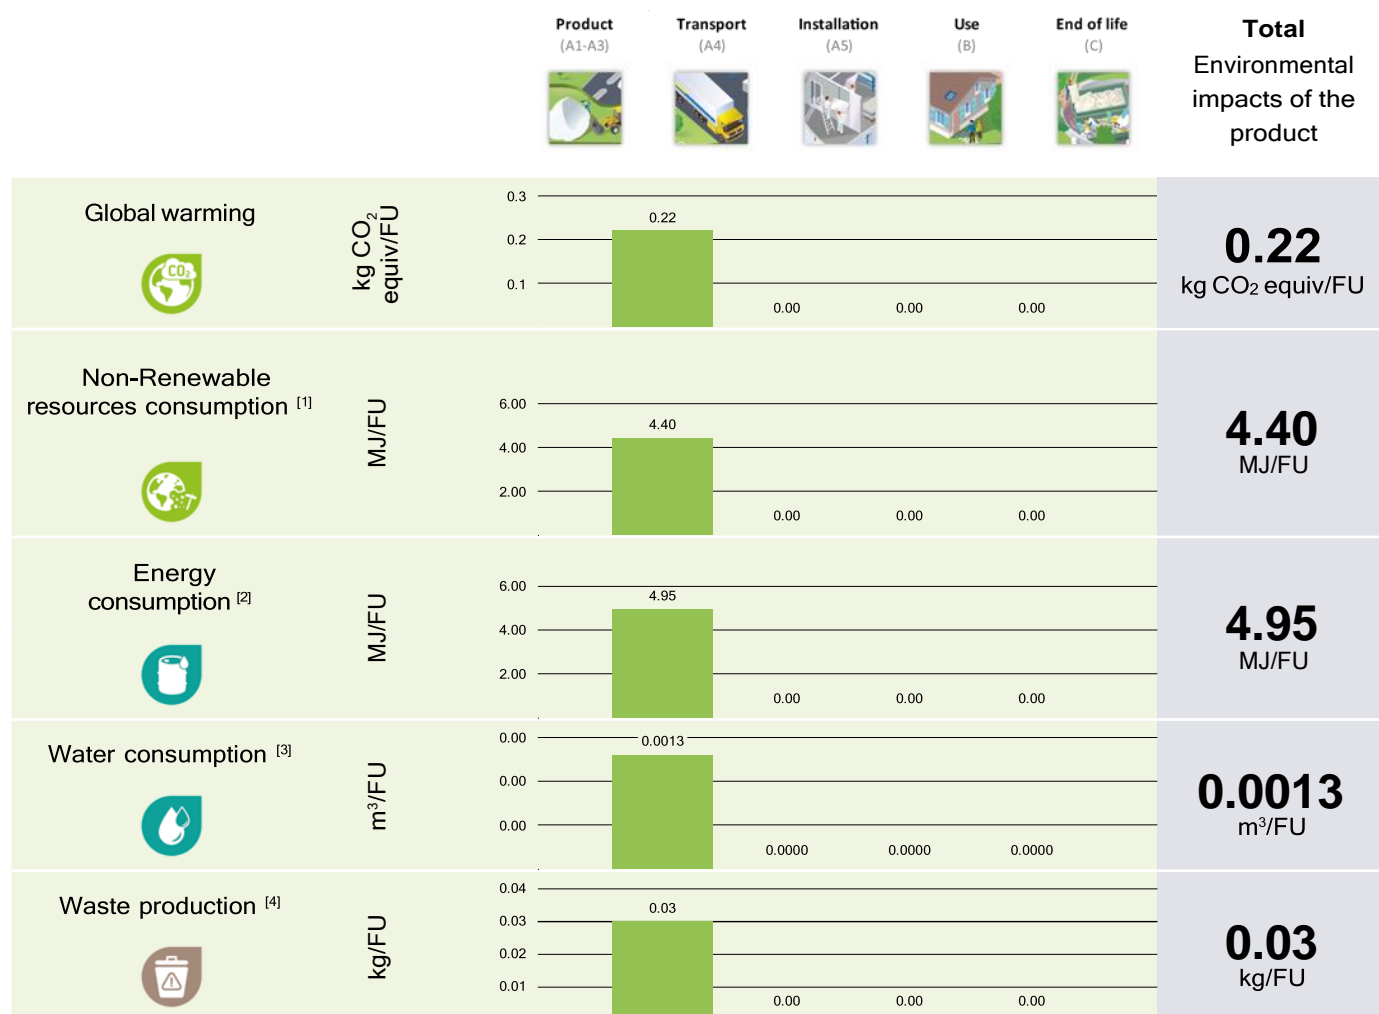 Product
(A1-A3)
Transport
(A4)
Installation
(A5)
Use
(B)
End of life
(C)
Total
Environmental
impacts of the
product
Global warming
CO₂
kg CO₂
equiv/FU
0.3
0.2
0.1
0.22
0.00
0.00
0.00
0.22
kg CO₂ equiv/FU
Non-Renewable
resources consumption [1]
MJ/FU
6.00
4.00
2.00
4.40
0.00
0.00
0.00
4.40
MJ/FU
Energy
consumption [2]
MJ/FU
6.00
4.00
2.00
4.95
0.00
0.00
0.00
4.95
MJ/FU
Water consumption [3]
m³/FU
0.00
0.00
0.00
0.0013
0.0000
0.0000
0.0000
0.0013
m³/FU
Waste production [4]
kg/FU
0.04
0.03
0.02
0.01
0.03
0.00
0.00
0.00
0.03
kg/FU